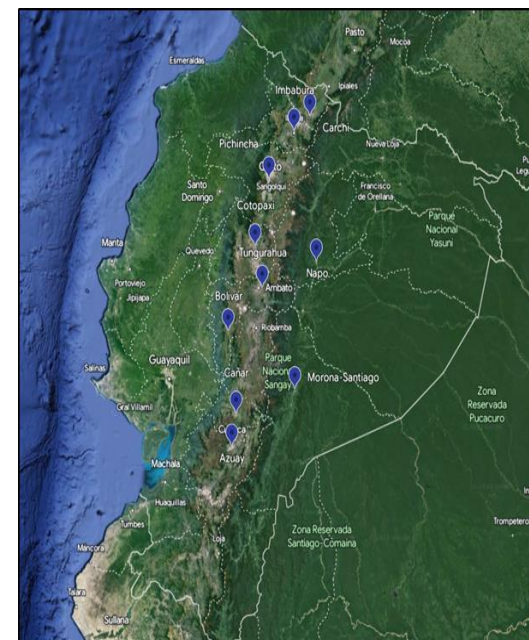 Pasto
Mocoa
Esmeraldas
Imbabura
Ipiales
Carchi
Pichincha
Nueva Loja
Sangolquí
Santo
Domingo
Francisco
de Orellana
Cotopaxi
Parque
Nacional
Yasuni
Manta
Quevedo
Tungurahua
Napo
Portoviejo
Jipijapa
Ambato
Bolívar
Riobamba
Guayaquil
Parque
Sangay
Salinas
Cañar
Morona-Santiago
Zona
Reservada
Pucacuro
Gral Villamil
Azuay
Machala
Huaquillas
Tumbes
Zona Reservada
Santiago-Comaina
Loja
Trompetero
Mancora
Talara
Sullana